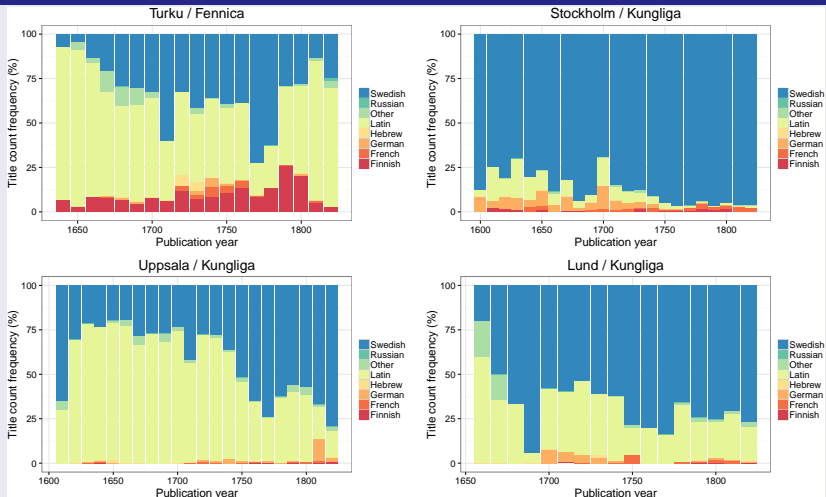 Turku / Fennica
Title count frequency (%)
100
75
50
25
0
1650
1700
1750
1800
Publication year
Swedish
Russian
Other
Latin
Hebrew
German
French
Finnish
Stockholm / Kungliga
Title count frequency (%)
100
75
50
25
0
1600
1650
1700
1750
1800
Publication year
Swedish
Russian
Other
Latin
Hebrew
German
French
Finnish
Uppsala / Kungliga
Title count frequency (%)
100
75
50
25
0
1600
1650
1700
1750
1800
Publication year
Swedish
Russian
Other
Latin
Hebrew
German
French
Finnish
Lund / Kungliga
Title count frequency (%)
100
75
50
25
0
1650
1700
1750
1800
Publication year
Swedish
Russian
Other
Latin
Hebrew
German
French
Finnish